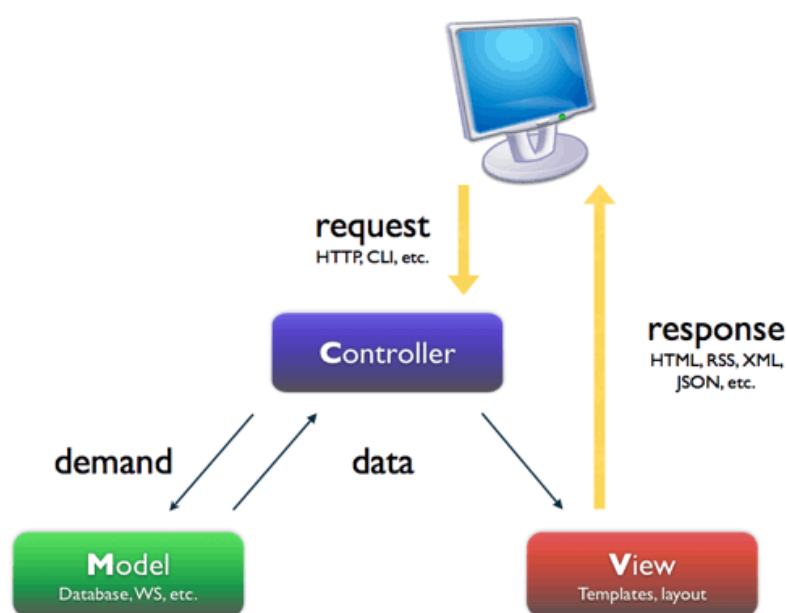 request
HTTP, CLI, etc.
Controller
response
HTML, RSS, XML,
JSON, etc.
demand
data
Model
Database, WS, etc.
View
Templates, layout